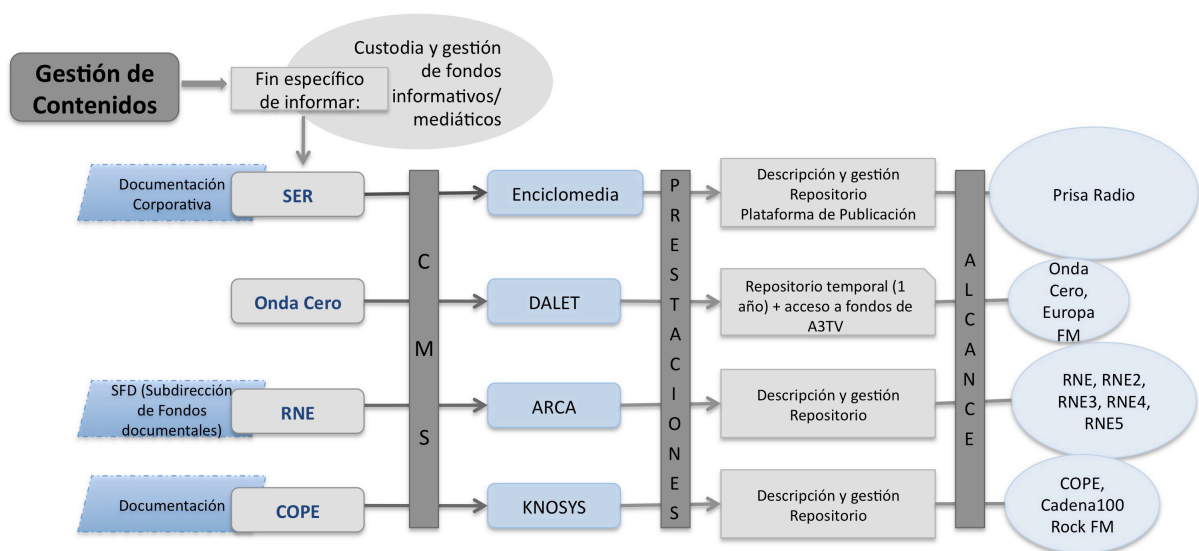 Gestión de
Contenidos
Fin específico
de informar:
Custodia y gestión
de fondos
informativos/
mediáticos
Documentación
Corporativa
SER
Enciclomedia
Descripción y gestión
Repositorio
Plataforma de Publicación
Prisa Radio
Onda Cero
DALET
Repositorio temporal (1
año) + acceso a fondos de
A3TV
Onda
Cero,
Europa
FM
SFD (Subdirección
de Fondos
documentales)
RNE
ARCA
Descripción y gestión
Repositorio
RNE, RNE2,
RNE3, RNE4,
RNE5
Documentación
COPE
KNOSYS
Descripción y gestión
Repositorio
COPE,
Cadena100
Rock FM
CMS
PRESTACIONES
ALCANCE